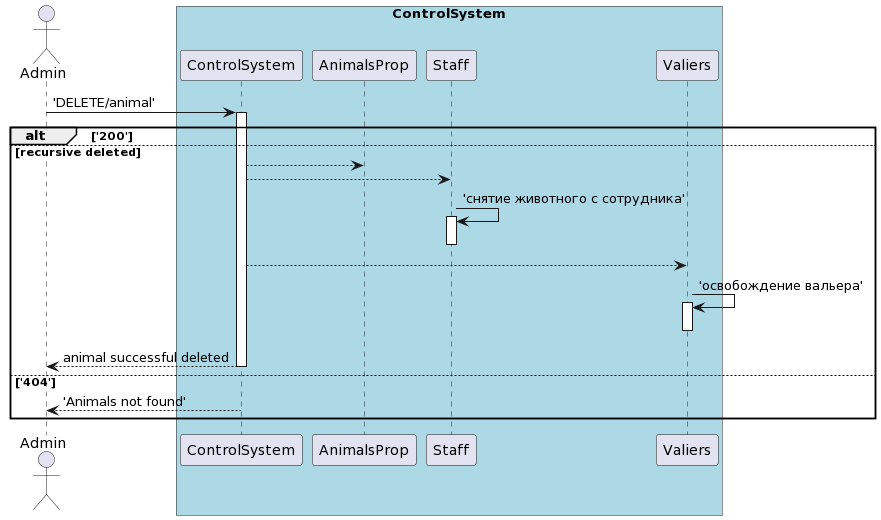 ControlSystem
Admin
ControlSystem
AnimalsProp
Staff
Valiers
'DELETE/animal'
alt
['200']
[recursive deleted]
'снятие животного с сотрудника'
'освобождение вальера'
animal successful deleted
['404']
'Animals not found'
Admin
ControlSystem
AnimalsProp
Staff
Valiers